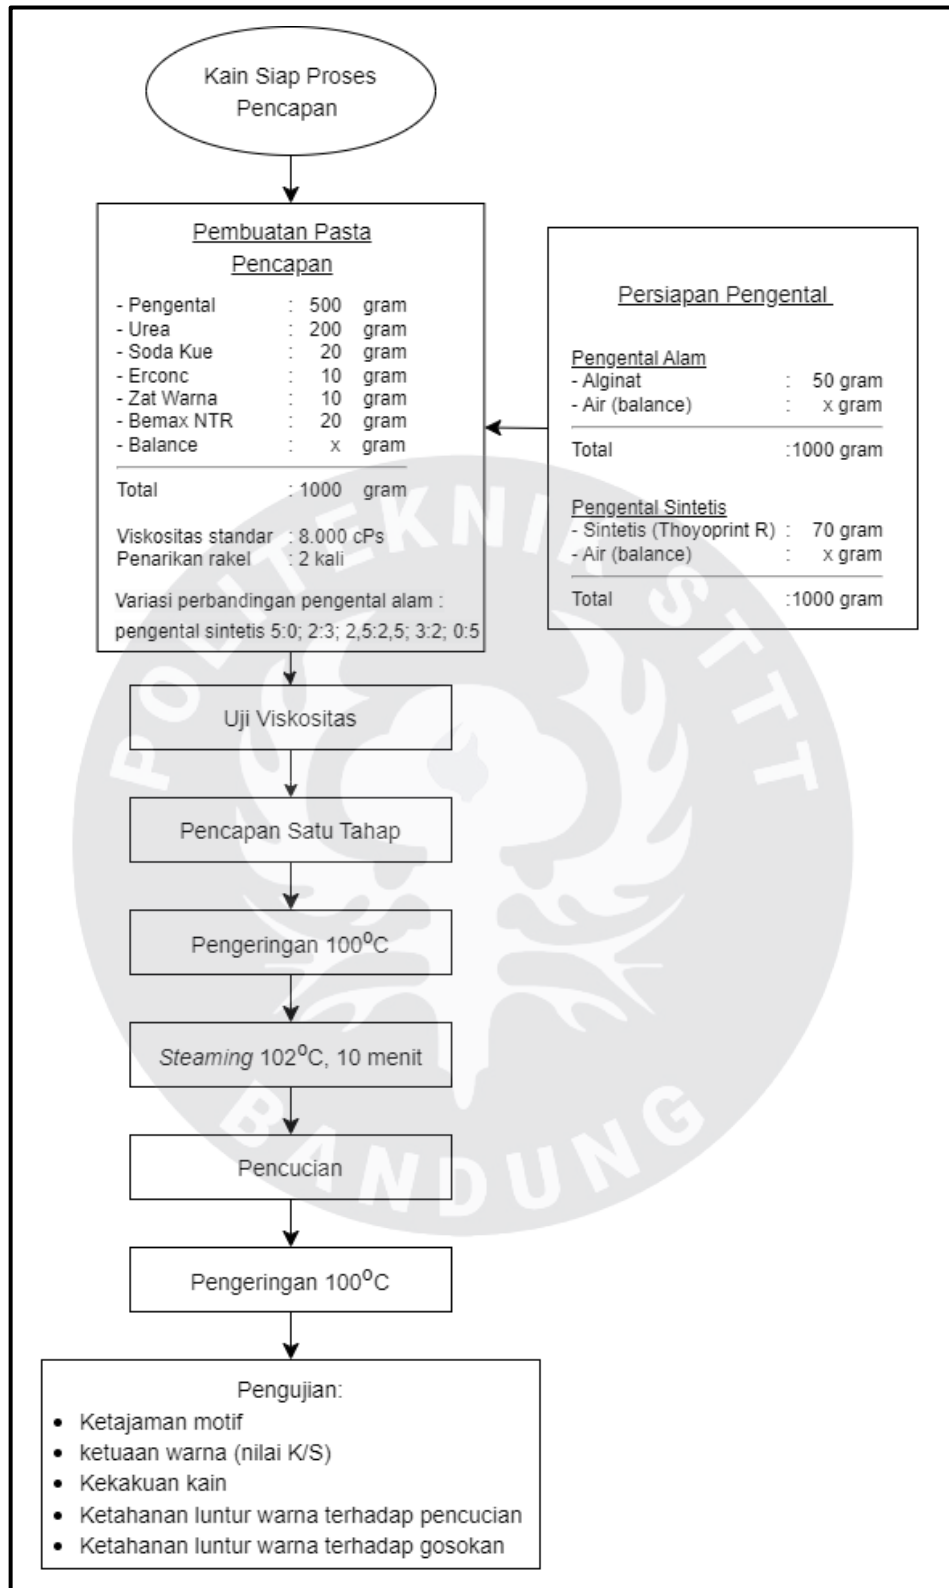 Kain Siap Proses
Pencapan
Pembuatan Pasta
Pencapan
- Pengental : 500 gram
- Urea : 200 gram
- Soda Kue : 20 gram
- Erconc : 10 gram
- Zat Warna : 10 gram
- Bemax NTR : 20 gram
- Balance : x gram
Total : 1000 gram
Viskositas standar : 8.000 cPs
Penarikan rakel : 2 kali
Variasi perbandingan pengental alam :
pengental sintetis 5:0; 2:3; 2,5:2,5; 3:2; 0:5
Persiapan Pengental
Pengental Alam
- Alginat : 50 gram
- Air (balance) : x gram
Total :1000 gram
Pengental Sintetis
- Sintetis (Thoyoprint R) : 70 gram
- Air (balance) : x gram
Total :1000 gram
Uji Viskositas
Pencapan Satu Tahap
Pengeringan 100⁰C
Steaming 102⁰C, 10 menit
Pencucian
Pengeringan 100⁰C
Pengujian:
• Ketajaman motif
• ketuaan warna (nilai K/S)
• Kekakuan kain
• Ketahanan luntur warna terhadap pencucian
• Ketahanan luntur warna terhadap gosokan
POLITEKNIK STTT
BANDUNG